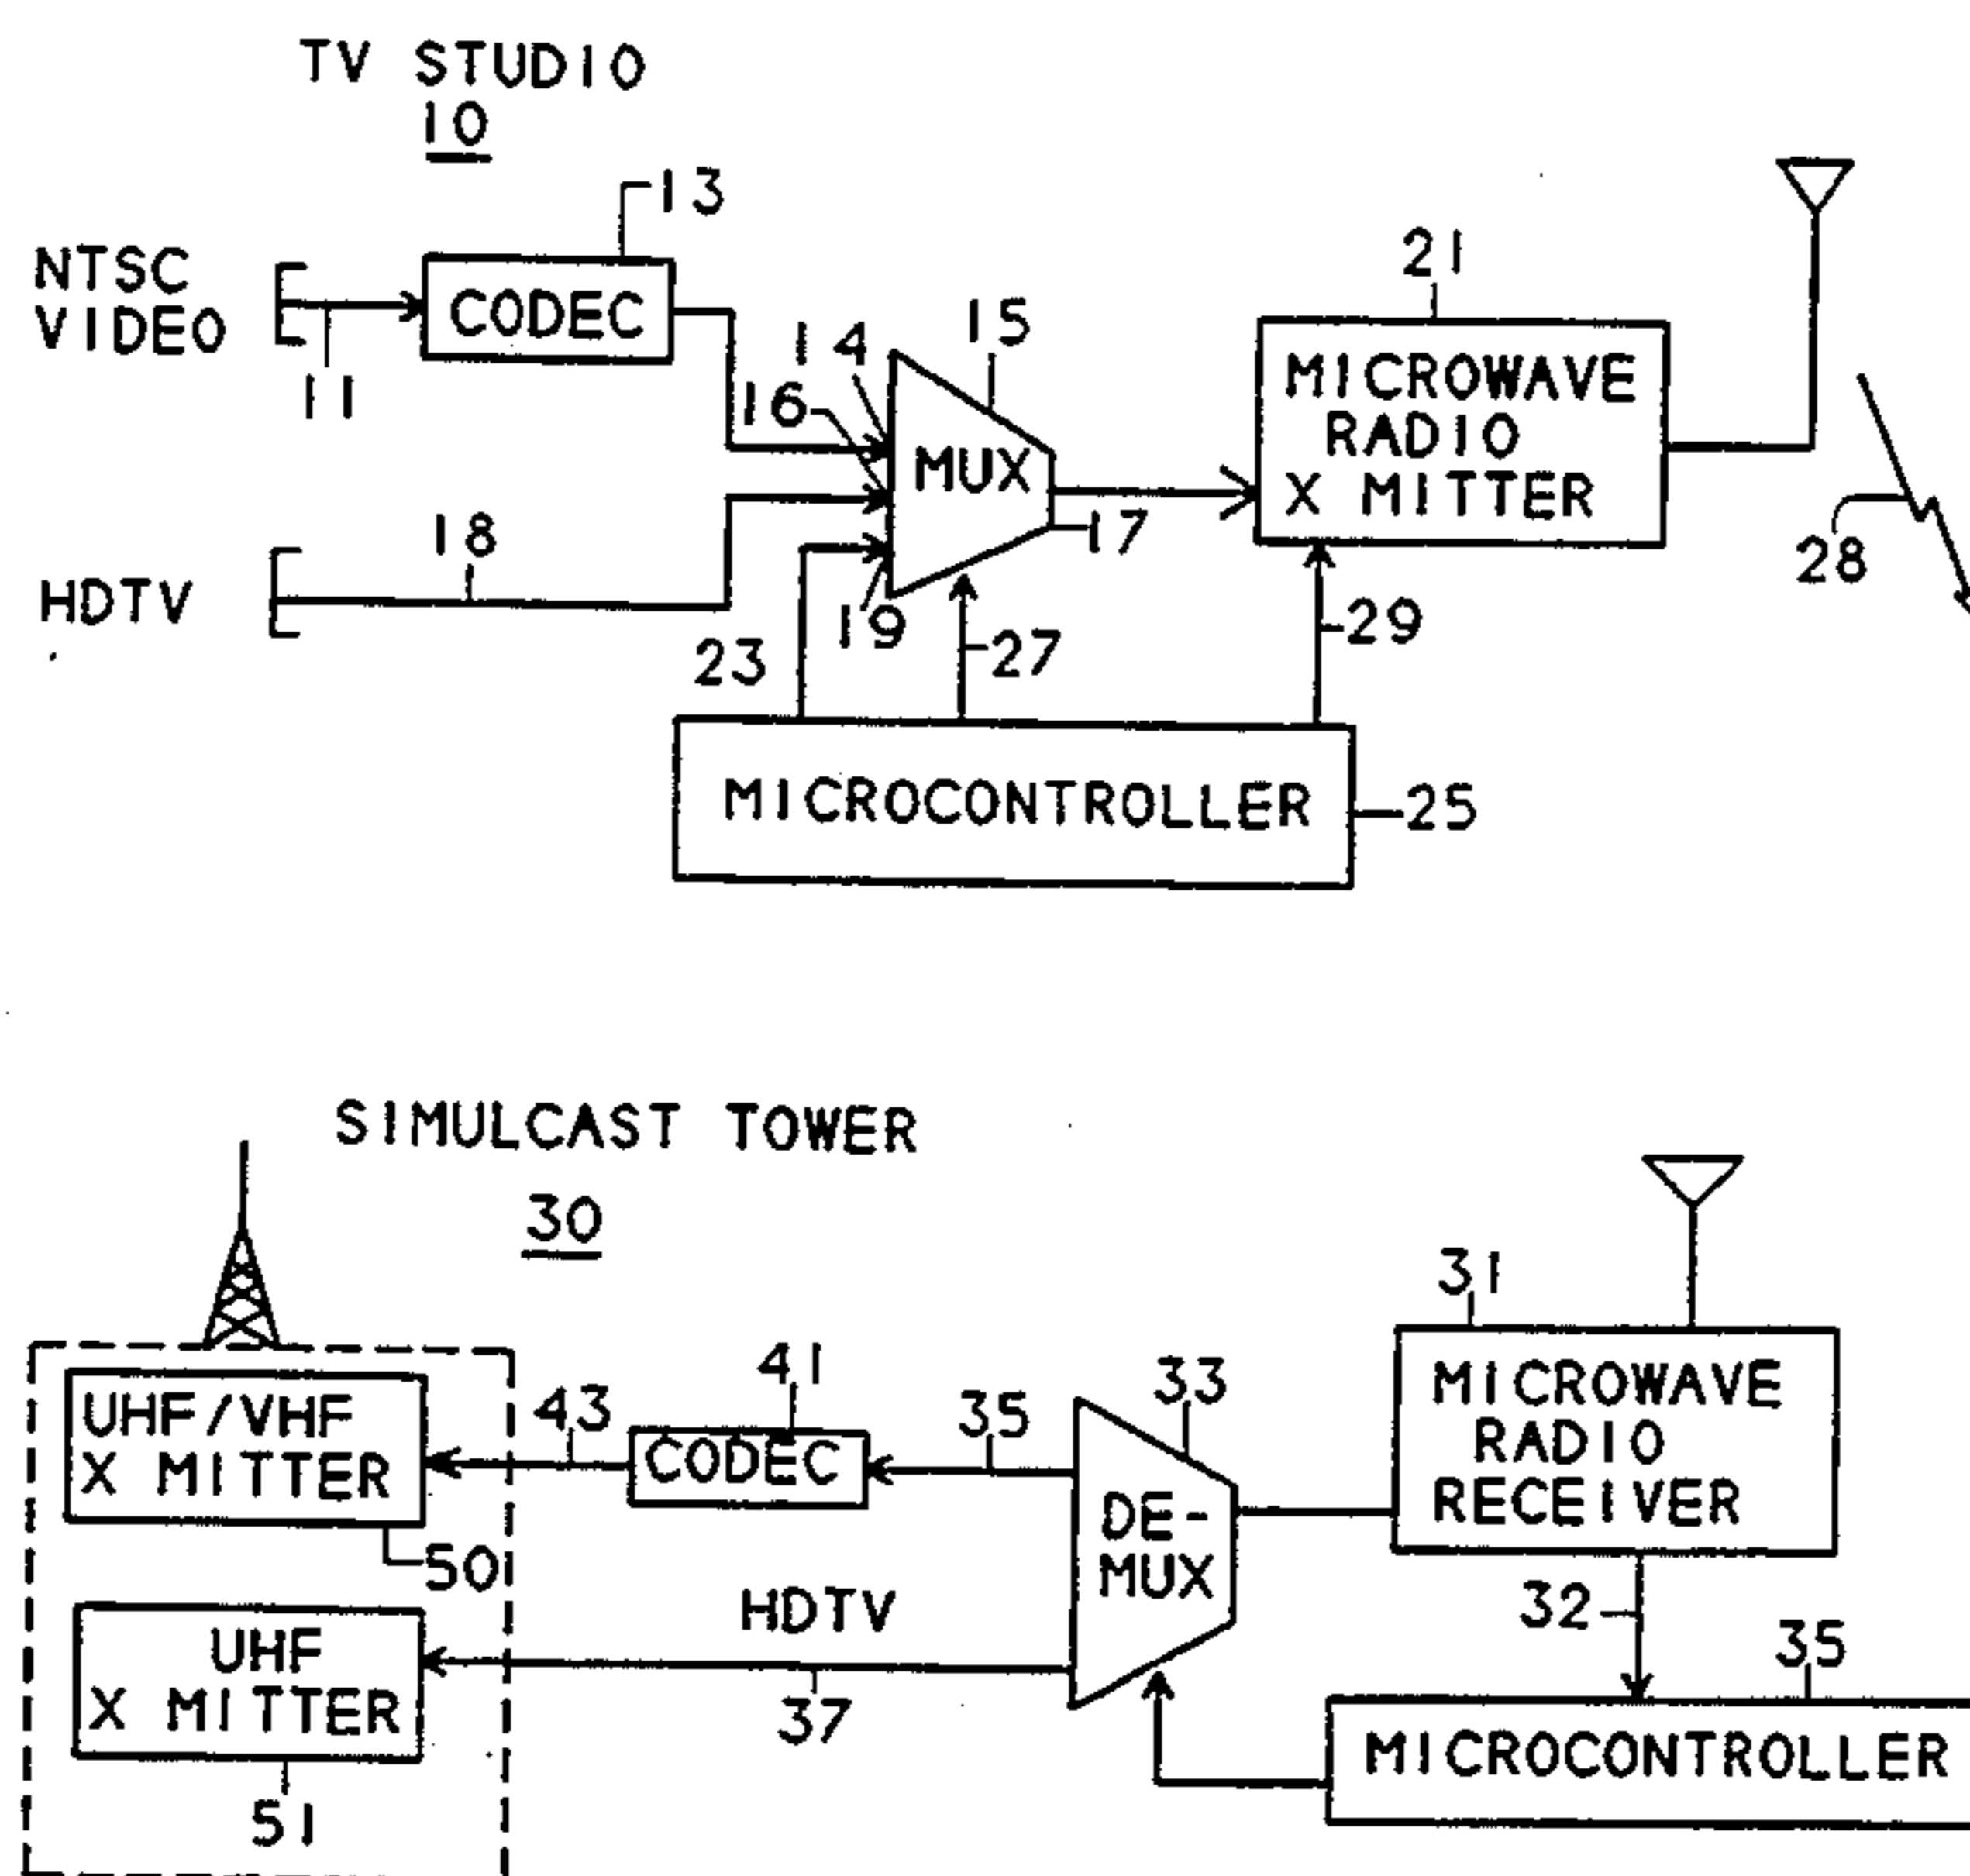 TV STUDIO
10
13
NTSC
VIDEO
CODEC
11
14
15
16
MUX
17
21
MICROWAVE
RADIO
X MITTER
28
18
HDTV
19
23
27
29
MICROCONTROLLER
25
SIMULCAST TOWER
30
31
MICROWAVE
RADIO
RECEIVER
33
DE-
MUX
35
41
CODEC
43
UHF/VHF
X MITTER
50
HDTV
37
UHF
X MITTER
51
32
35
MICROCONTROLLER